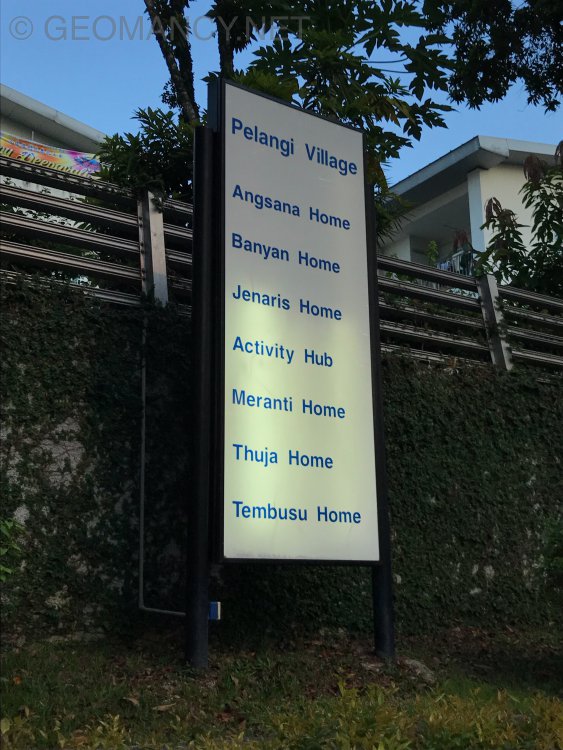 © GEOMANCY.NET
Pelangi Village
Angsana Home
Banyan Home
Jenaris Home
Activity Hub
Meranti Home
Thuja Home
Tembusu Home